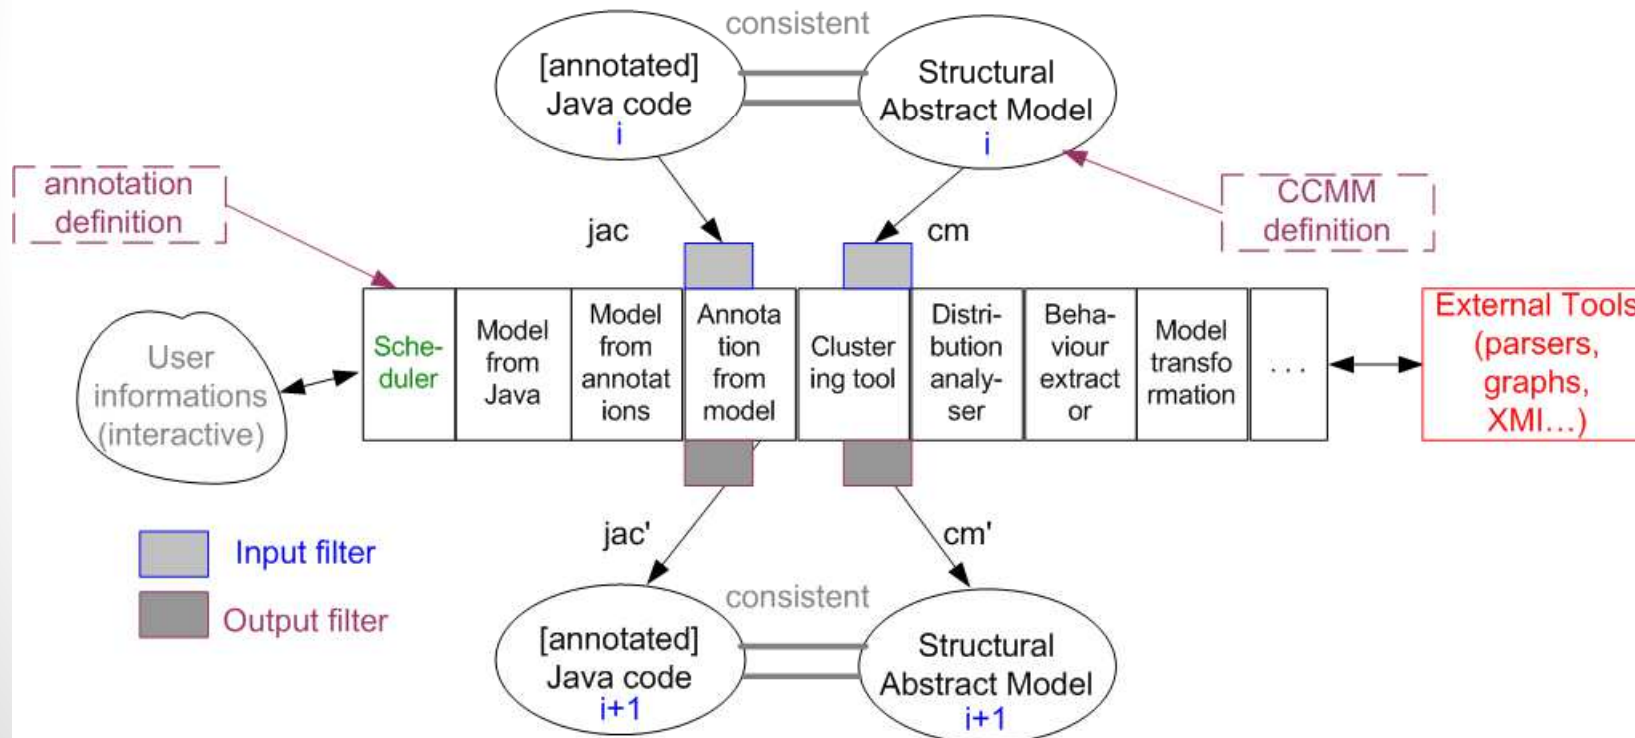 consistent
[annotated]
Java code
i
Structural
Abstract Model
i
annotation
definition
CCMM
definition
jac
cm
User
informations
(interactive)
Sche-
duler
Model
from
Java
Model
from
annotat
ions
Annota
tion
from
model
Cluster
ing tool
Distri-
bution
analy-
ser
Beha-
viour
extract
or
Model
transfo
rmation
. . .
External Tools
(parsers,
graphs,
XMI...)
Input filter
Output filter
jac'
cm'
consistent
[annotated]
Java code
i+1
Structural
Abstract Model
i+1